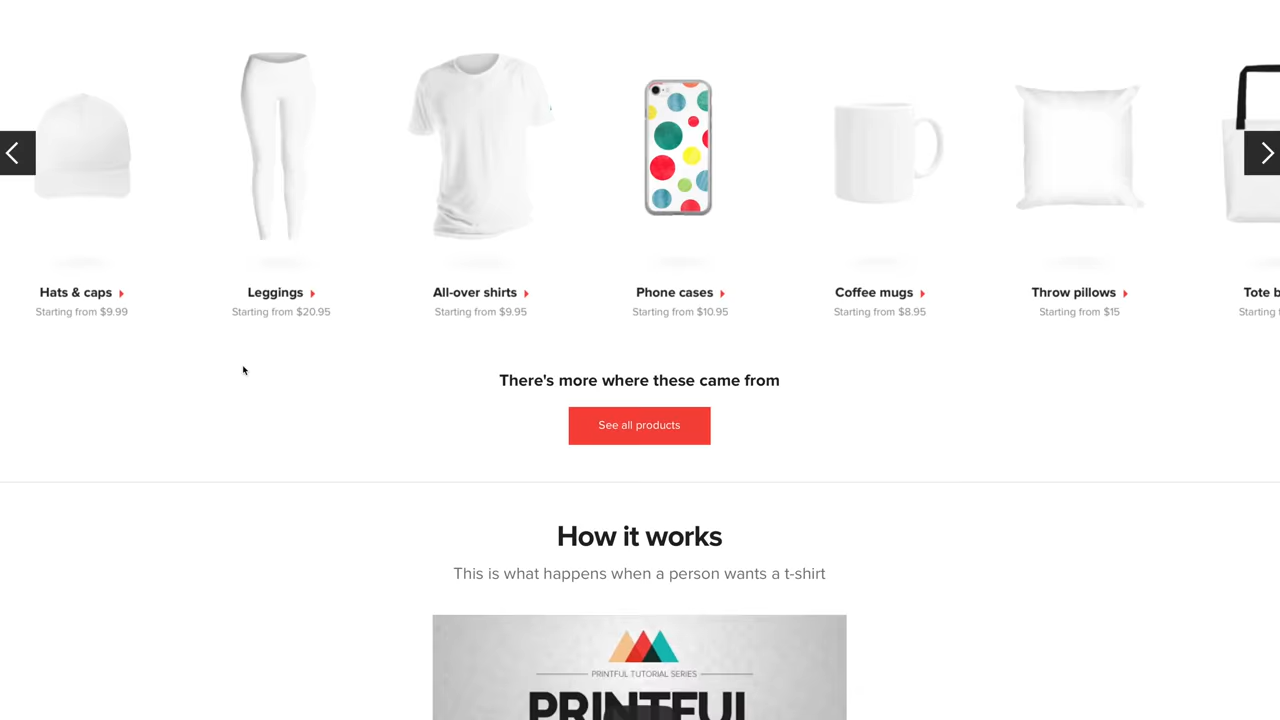 Hats & caps
Starting from $9.99
Leggings
Starting from $20.95
All-over shirts
Starting from $9.95
Phone cases
Starting from $10.95
Coffee mugs
Starting from $8.95
Throw pillows
Starting from $15
Tote b
Starting
There's more where these came from
See all products
How it works
This is what happens when a person wants a t-shirt
PRINTFUL TUTORIAL SERIES
PRINTFUL